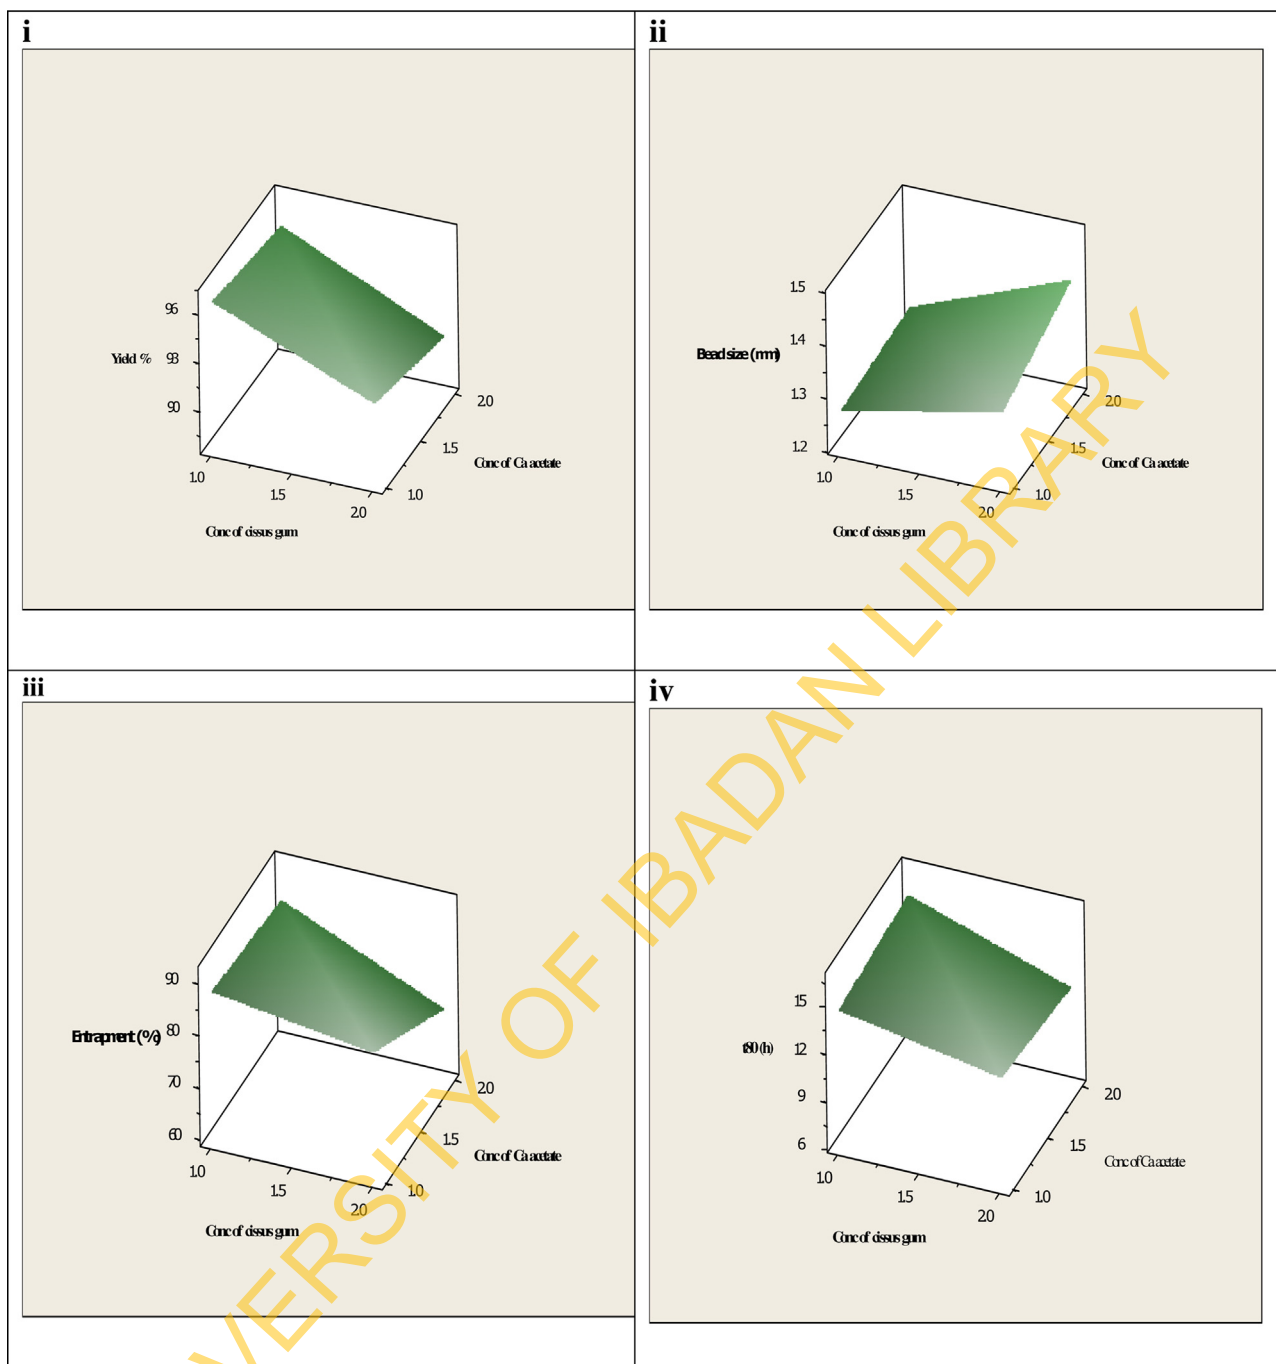 i
96
Yield %
93
90
2.0
1.5
Conc of Ca acetate
1.0
1.0
1.5
2.0
Conc of cissus gum
ii
1.5
1.4
Bead size (mm)
1.3
1.2
2.0
1.5
Conc of Ca acetate
1.0
1.0
1.5
2.0
Conc of cissus gum
iii
90
Entrapment (%)
80
70
60
2.0
1.5
Conc of Ca acetate
1.0
1.0
1.5
2.0
Conc of cissus gum
iv
15
t80 (h)
12
9
6
2.0
1.5
Conc of Ca acetate
1.0
1.0
1.5
2.0
Conc of cissus gum
VERSITY OF IBADAN LIBRARY